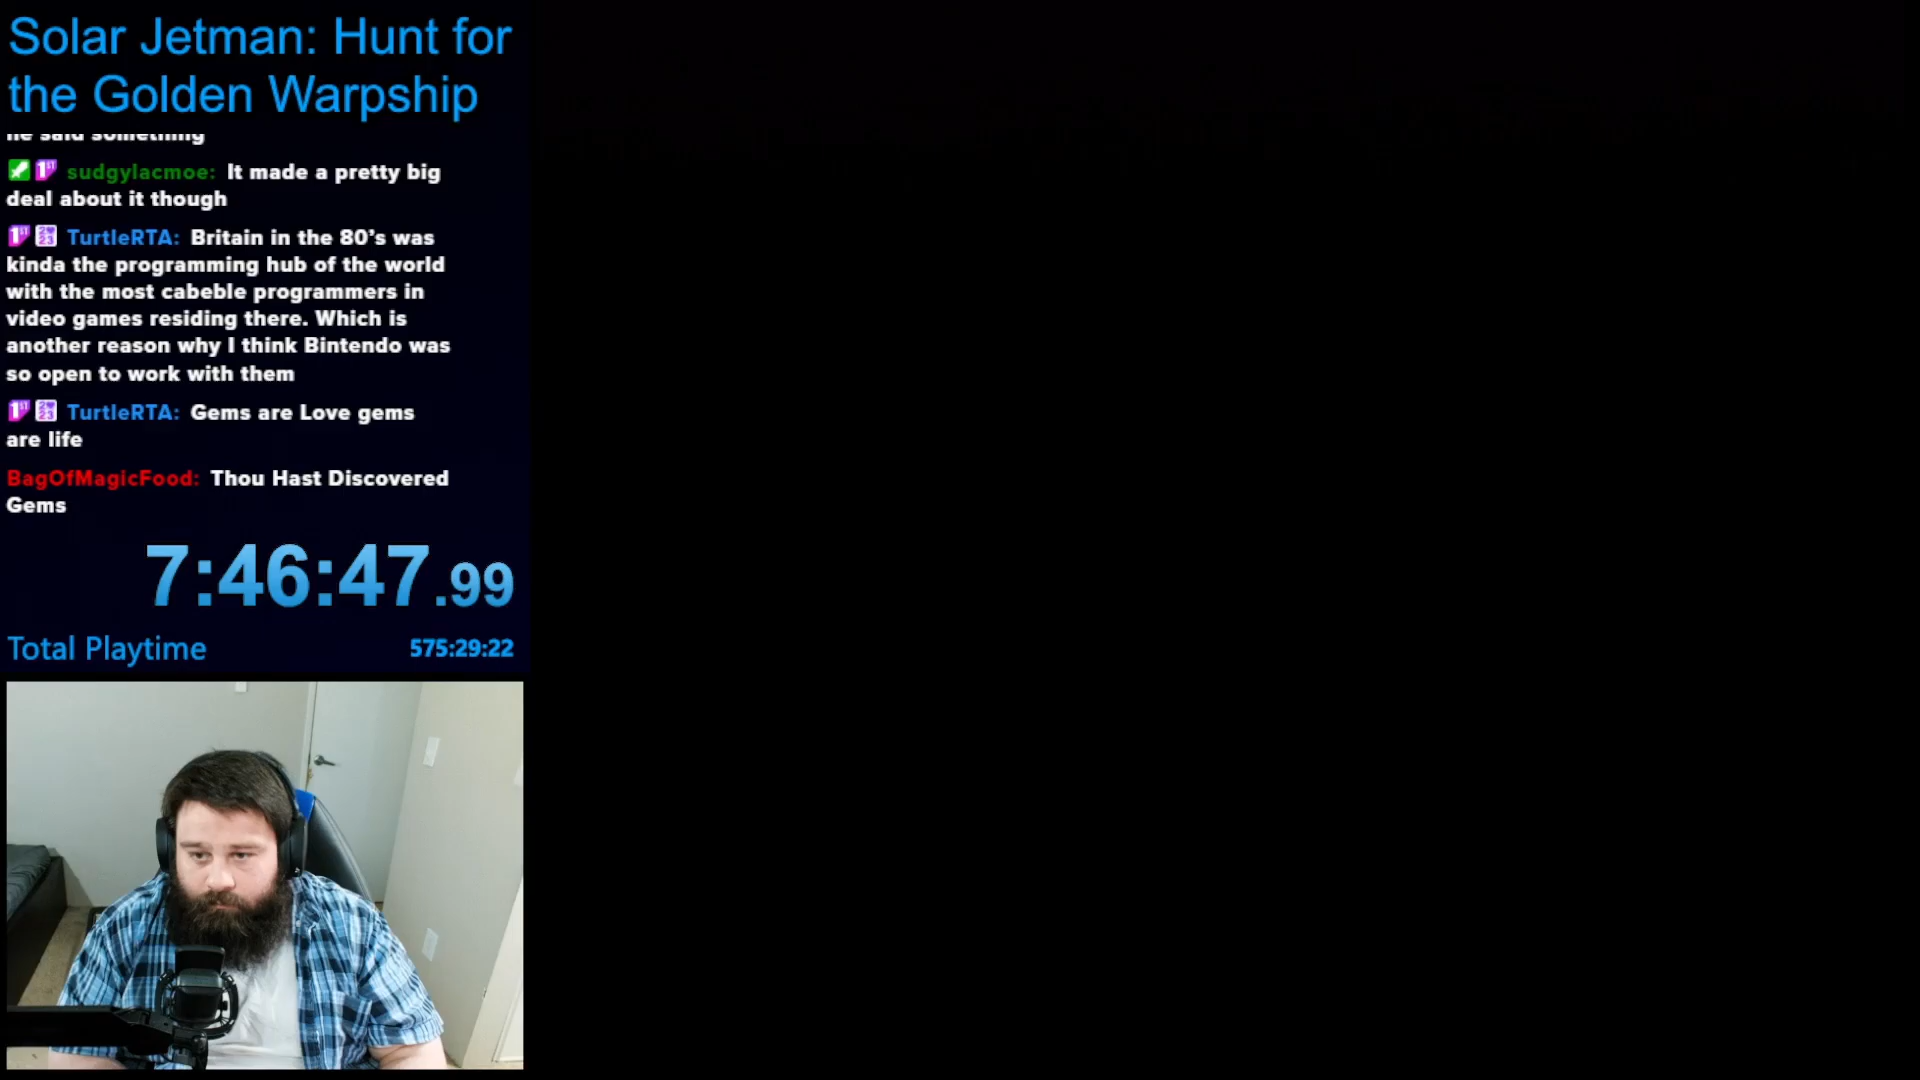 Solar Jetman: Hunt for
the Golden Warpship
he said something
sudgylacmoe: It made a pretty big
deal about it though
TurtleRTA: Britain in the 80's was
kinda the programming hub of the world
with the most cabeble programmers in
video games residing there. Which is
another reason why I think Bintendo was
so open to work with them
TurtleRTA: Gems are Love gems
are life
BagOfMagicFood: Thou Hast Discovered
Gems
7:46:47.99
Total Playtime 575:29:22